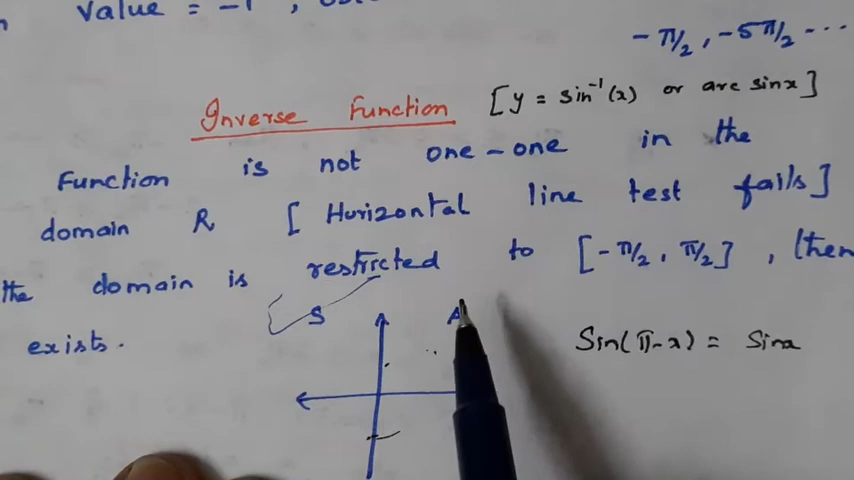 Value = -1 ,
-π/2 , -5π/2 ...
Inverse Function [y = sin⁻¹(x) or arc sinx]
Function is not one-one in the
domain R [Horizontal line test fails]
the domain is restricted to [-π/2, π/2] , then
exists.
S A
Sin(π-x) = Sinx